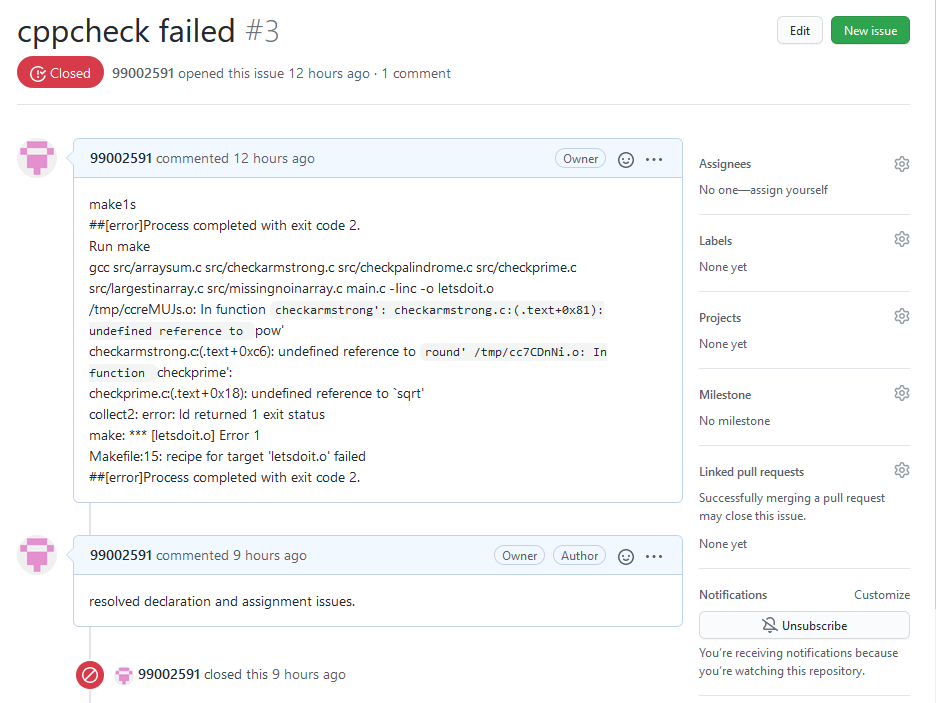 cppcheck failed #3
Edit
New issue
Closed
99002591 opened this issue 12 hours ago · 1 comment
99002591 commented 12 hours ago
Owner
make1s
##[error]Process completed with exit code 2.
Run make
gcc src/arraysum.c src/checkarmstrong.c src/checkpalindrome.c src/checkprime.c
src/largestinarray.c src/missingnoinarray.c main.c -Iinc -o letsdoit.o
/tmp/ccreMUJs.o: In function checkarmstrong': checkarmstrong.c:(.text+0x81):
undefined reference to pow'
checkarmstrong.c:(.text+0xc6): undefined reference to round' /tmp/cc7CDnNi.o: In
function checkprime':
checkprime.c:(.text+0x18): undefined reference to `sqrt'
collect2: error: ld returned 1 exit status
make: *** [letsdoit.o] Error 1
Makefile:15: recipe for target 'letsdoit.o' failed
##[error]Process completed with exit code 2.
99002591 commented 9 hours ago
Owner
Author
resolved declaration and assignment issues.
99002591 closed this 9 hours ago
Assignees
No one—assign yourself
Labels
None yet
Projects
None yet
Milestone
No milestone
Linked pull requests
Successfully merging a pull request
may close this issue.
None yet
Notifications
Customize
Unsubscribe
You're receiving notifications because
you're watching this repository.